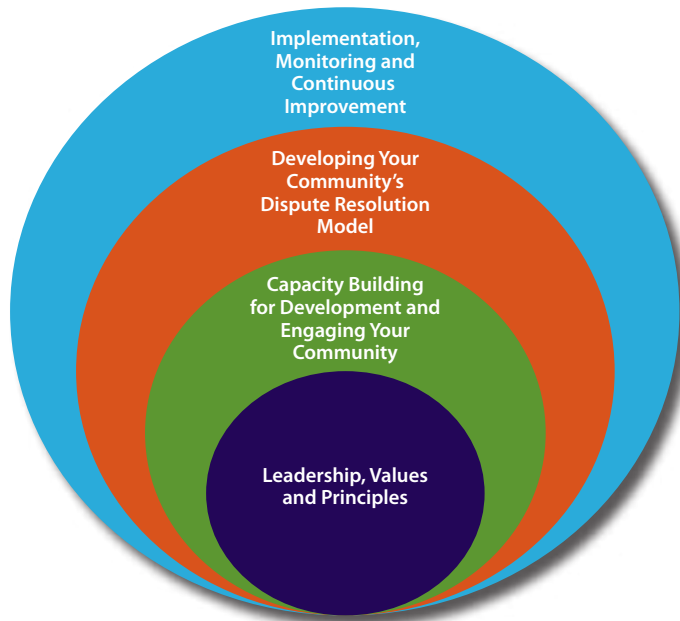 Implementation,
Monitoring and
Continuous
Improvement
Developing Your
Community's
Dispute Resolution
Model
Capacity Building
for Development and
Engaging Your
Community
Leadership, Values
and Principles